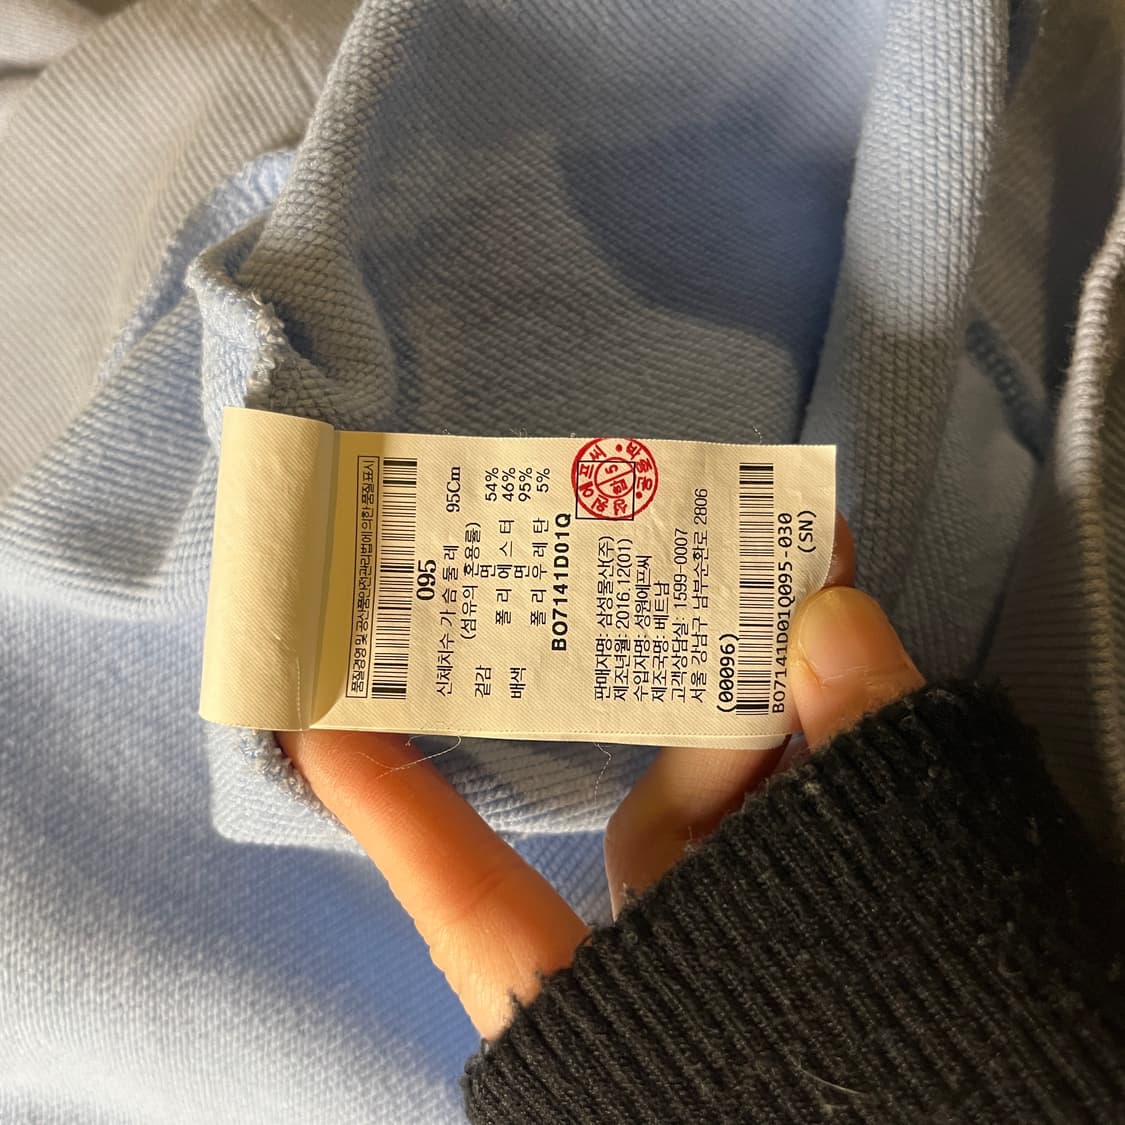 품질경영 및 공산품안전관리법에 의한 품질표시
095
신체치수 가 슴 둘 레 95Cm
(섬유의 혼용률)
겉감 면 54%
폴 리 에 스 터 46%
배색 면 95%
폴 리 우 레 탄 5%
BO7141D01Q
판매자명: 삼성물산(주)
제조년월: 2016.12(01)
수입자명: 성원에프씨
제조국명: 베트남
고객상담실: 1599-0007
서울 강남구 남부순환로 2806
(00096)
BO7141D01Q095-030
(SN)